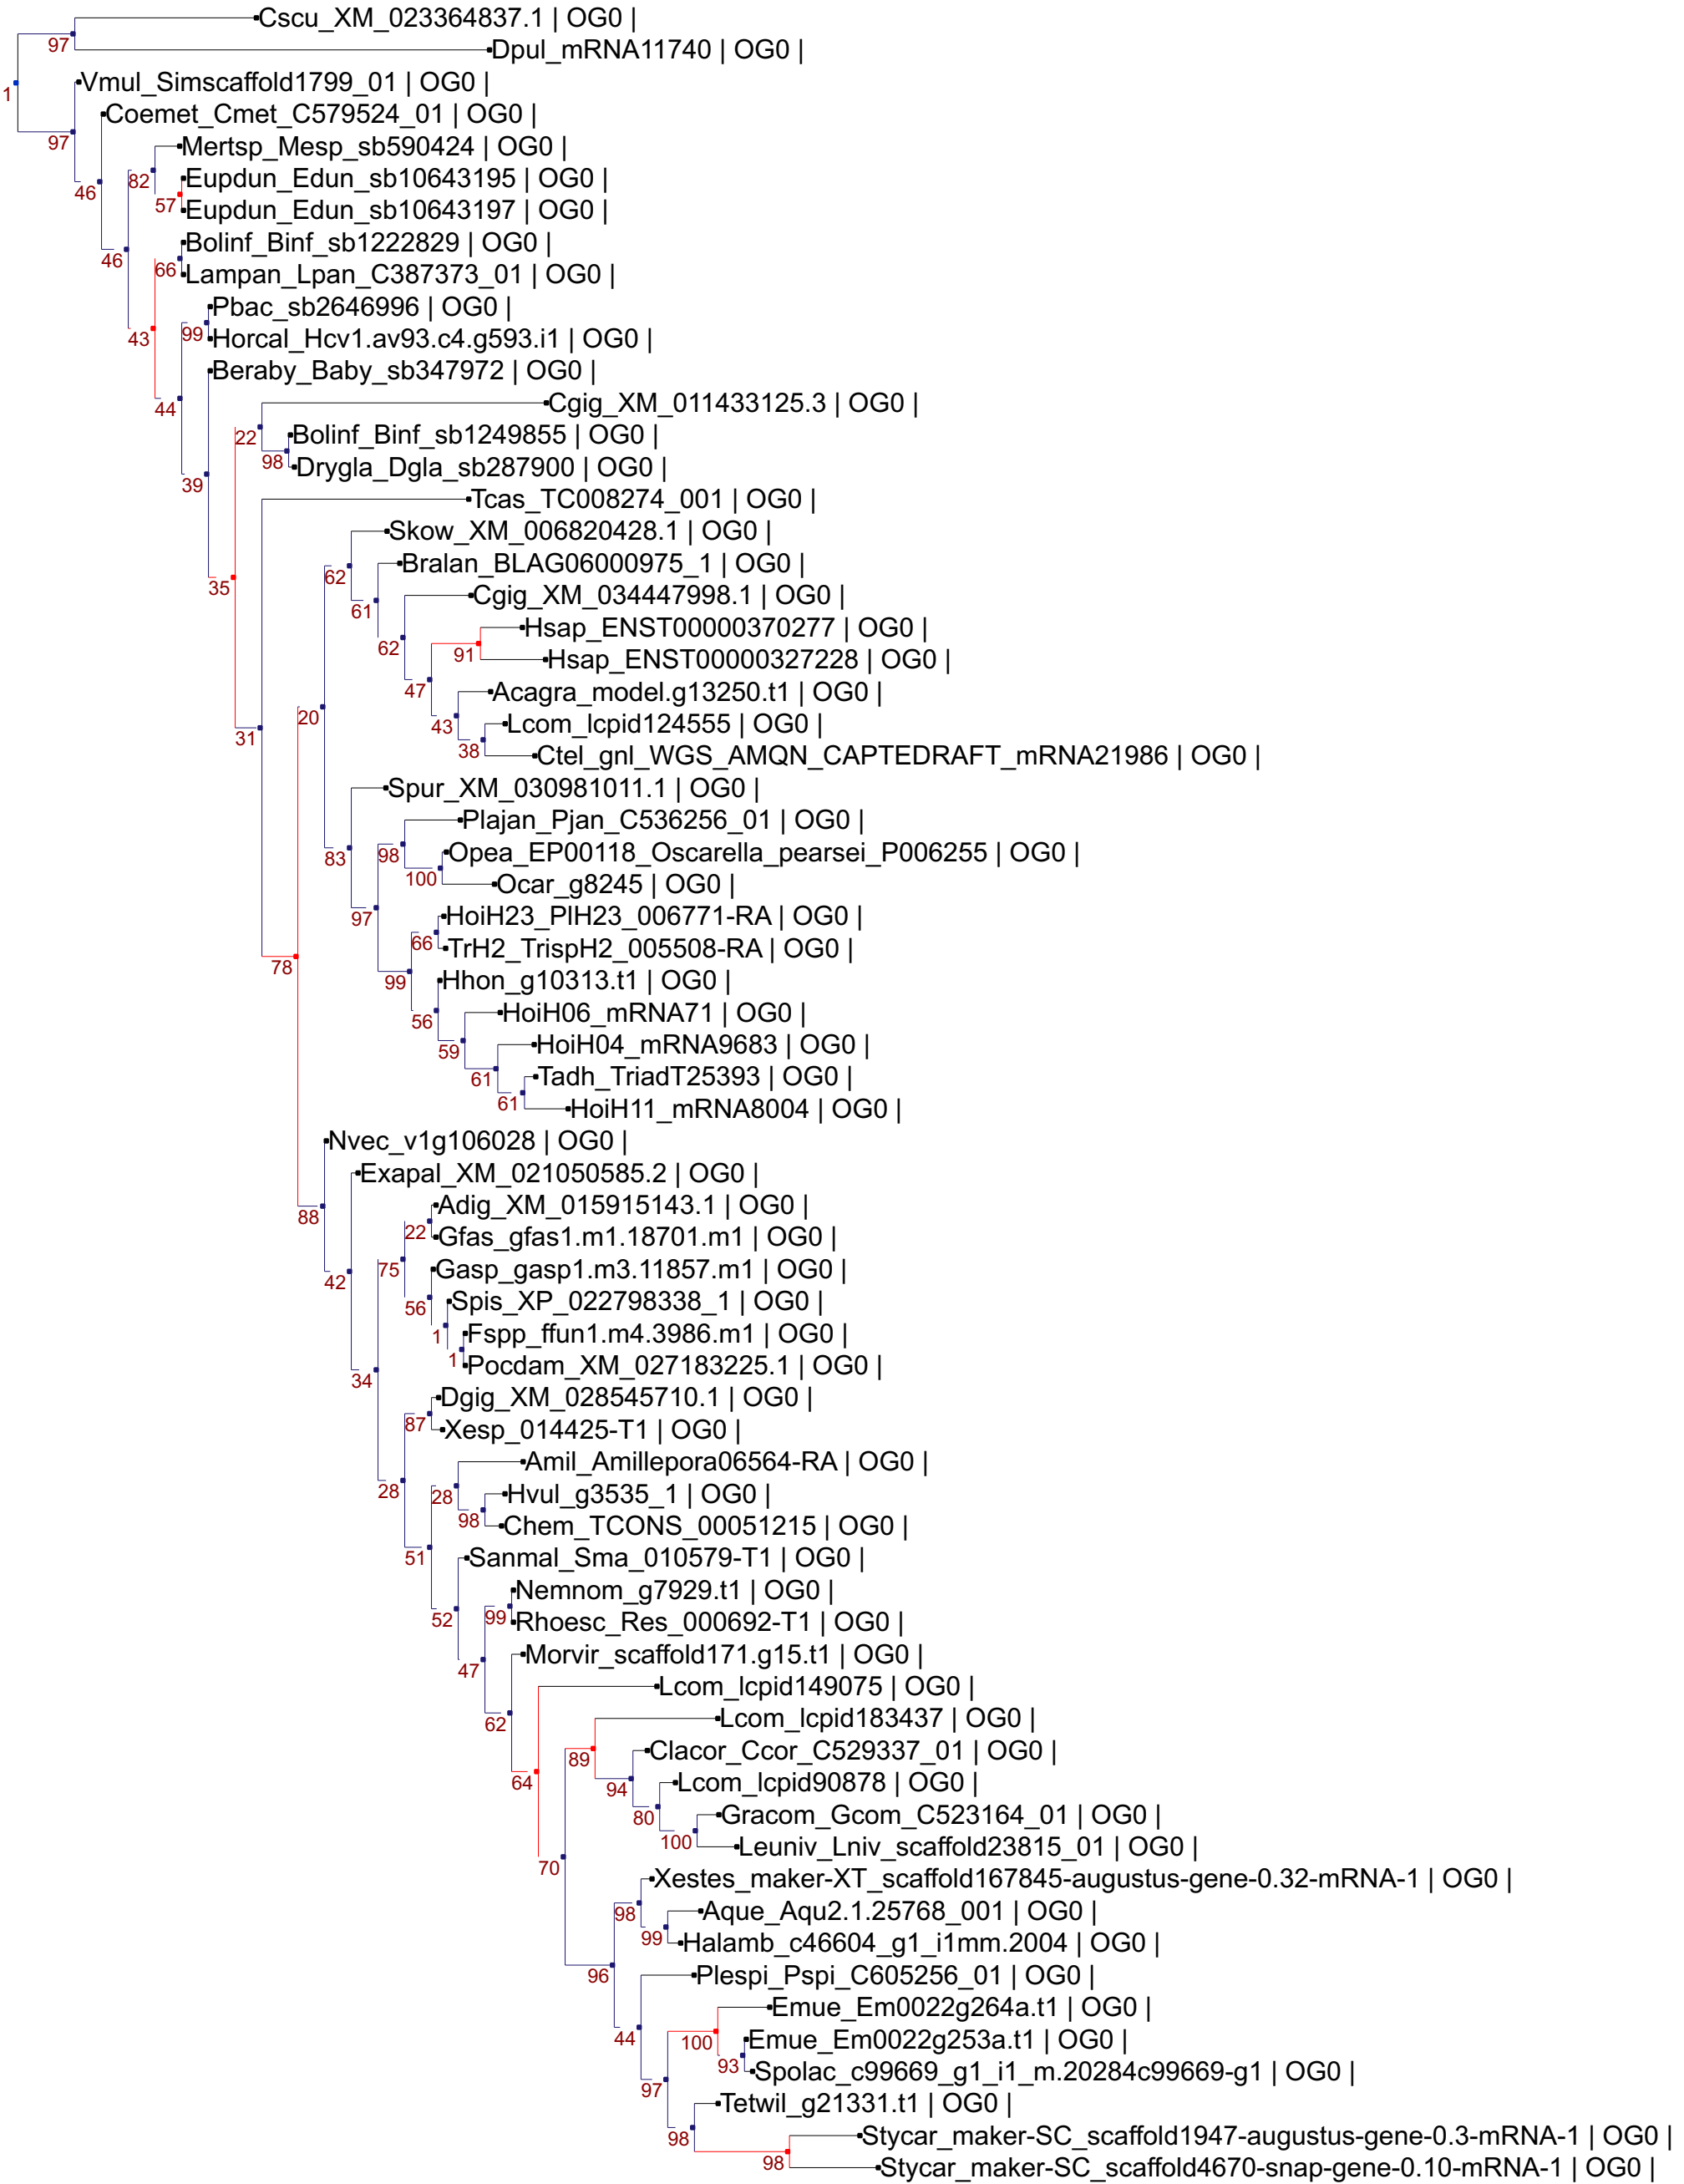 Cscu_XM_023364837.1 | OG0 |
97
Dpul_mRNA11740 | OG0 |
Vmul_Simscaffold1799_01 | OG0 |
1
Coemet_Cmet_C579524_01 | OG0 |
97
Mertsp_Mesp_sb590424 | OG0 |
82
Eupdun_Edun_sb10643195 | OG0 |
46
57
Eupdun_Edun_sb10643197 | OG0 |
Bolinf_Binf_sb1222829 | OG0 |
46
66
Lampan_Lpan_C387373_01 | OG0 |
Pbac_sb2646996 | OG0 |
99
43
Horcal_Hcv1.av93.c4.g593.i1 | OG0 |
Beraby_Baby_sb347972 | OG0 |
44
Cgig_XM_011433125.3 | OG0 |
22
Bolinf_Binf_sb1249855 | OG0 |
98
Drygla_Dgla_sb287900 | OG0 |
39
Tcas_TC008274_001 | OG0 |
Skow_XM_006820428.1 | OG0 |
Bralan_BLAG06000975_1 | OG0 |
62
35
Cgig_XM_034447998.1 | OG0 |
61
Hsap_ENST00000370277 | OG0 |
62
91
Hsap_ENST00000327228 | OG0 |
47
Acagra_model.g13250.t1 | OG0 |
20
Lcom_lcpid124555 | OG0 |
43
31
38
Ctel_gnl_WGS_AMQN_CAPTEDRAFT_mRNA21986 | OG0 |
Spur_XM_030981011.1 | OG0 |
Plajan_Pjan_C536256_01 | OG0 |
Opea_EP00118_Oscarella_pearsei_P006255 | OG0 |
98
83
100
Ocar_g8245 | OG0 |
HoiH23_PlH23_006771-RA | OG0 |
97
66
TrH2_TrispH2_005508-RA | OG0 |
78
99
Hhon_g10313.t1 | OG0 |
HoiH06_mRNA71 | OG0 |
56
HoiH04_mRNA9683 | OG0 |
59
Tadh_TriadT25393 | OG0 |
61
61
HoiH11_mRNA8004 | OG0 |
Nvec_v1g106028 | OG0 |
Exapal_XM_021050585.2 | OG0 |
Adig_XM_015915143.1 | OG0 |
88
22
Gfas_gfas1.m1.18701.m1 | OG0 |
75
Gasp_gasp1.m3.11857.m1 | OG0 |
42
Spis_XP_022798338_1 | OG0 |
56
Fspp_ffun1.m4.3986.m1 | OG0 |
1
1
Pocdam_XM_027183225.1 | OG0 |
34
Dgig_XM_028545710.1 | OG0 |
87
Xesp_014425-T1 | OG0 |
Amil_Amillepora06564-RA | OG0 |
28
28
Hvul_g3535_1 | OG0 |
98
Chem_TCONS_00051215 | OG0 |
51
Sanmal_Sma_010579-T1 | OG0 |
Nemnom_g7929.t1 | OG0 |
52
99
Rhoesc_Res_000692-T1 | OG0 |
Morvir_scaffold171.g15.t1 | OG0 |
47
Lcom_lcpid149075 | OG0 |
62
Lcom_lcpid183437 | OG0 |
Clacor_Ccor_C529337_01 | OG0 |
89
64
Lcom_lcpid90878 | OG0 |
94
Gracom_Gcom_C523164_01 | OG0 |
80
100
Leuniv_Lniv_scaffold23815_01 | OG0 |
70
Xestes_maker-XT_scaffold167845-augustus-gene-0.32-mRNA-1 | OG0 |
98
Aque_Aqu2.1.25768_001 | OG0 |
99
Halamb_c46604_g1_i1mm.2004 | OG0 |
96
Plespi_Pspi_C605256_01 | OG0 |
Emue_Em0022g264a.t1 | OG0 |
44
100
Emue_Em0022g253a.t1 | OG0 |
93
Spolac_c99669_g1_i1_m.20284c99669-g1 | OG0 |
97
Tetwil_g21331.t1 | OG0 |
98
Stycar_maker-SC_scaffold1947-augustus-gene-0.3-mRNA-1 | OG0 |
98
Stycar_maker-SC_scaffold4670-snap-gene-0.10-mRNA-1 | OG0 |